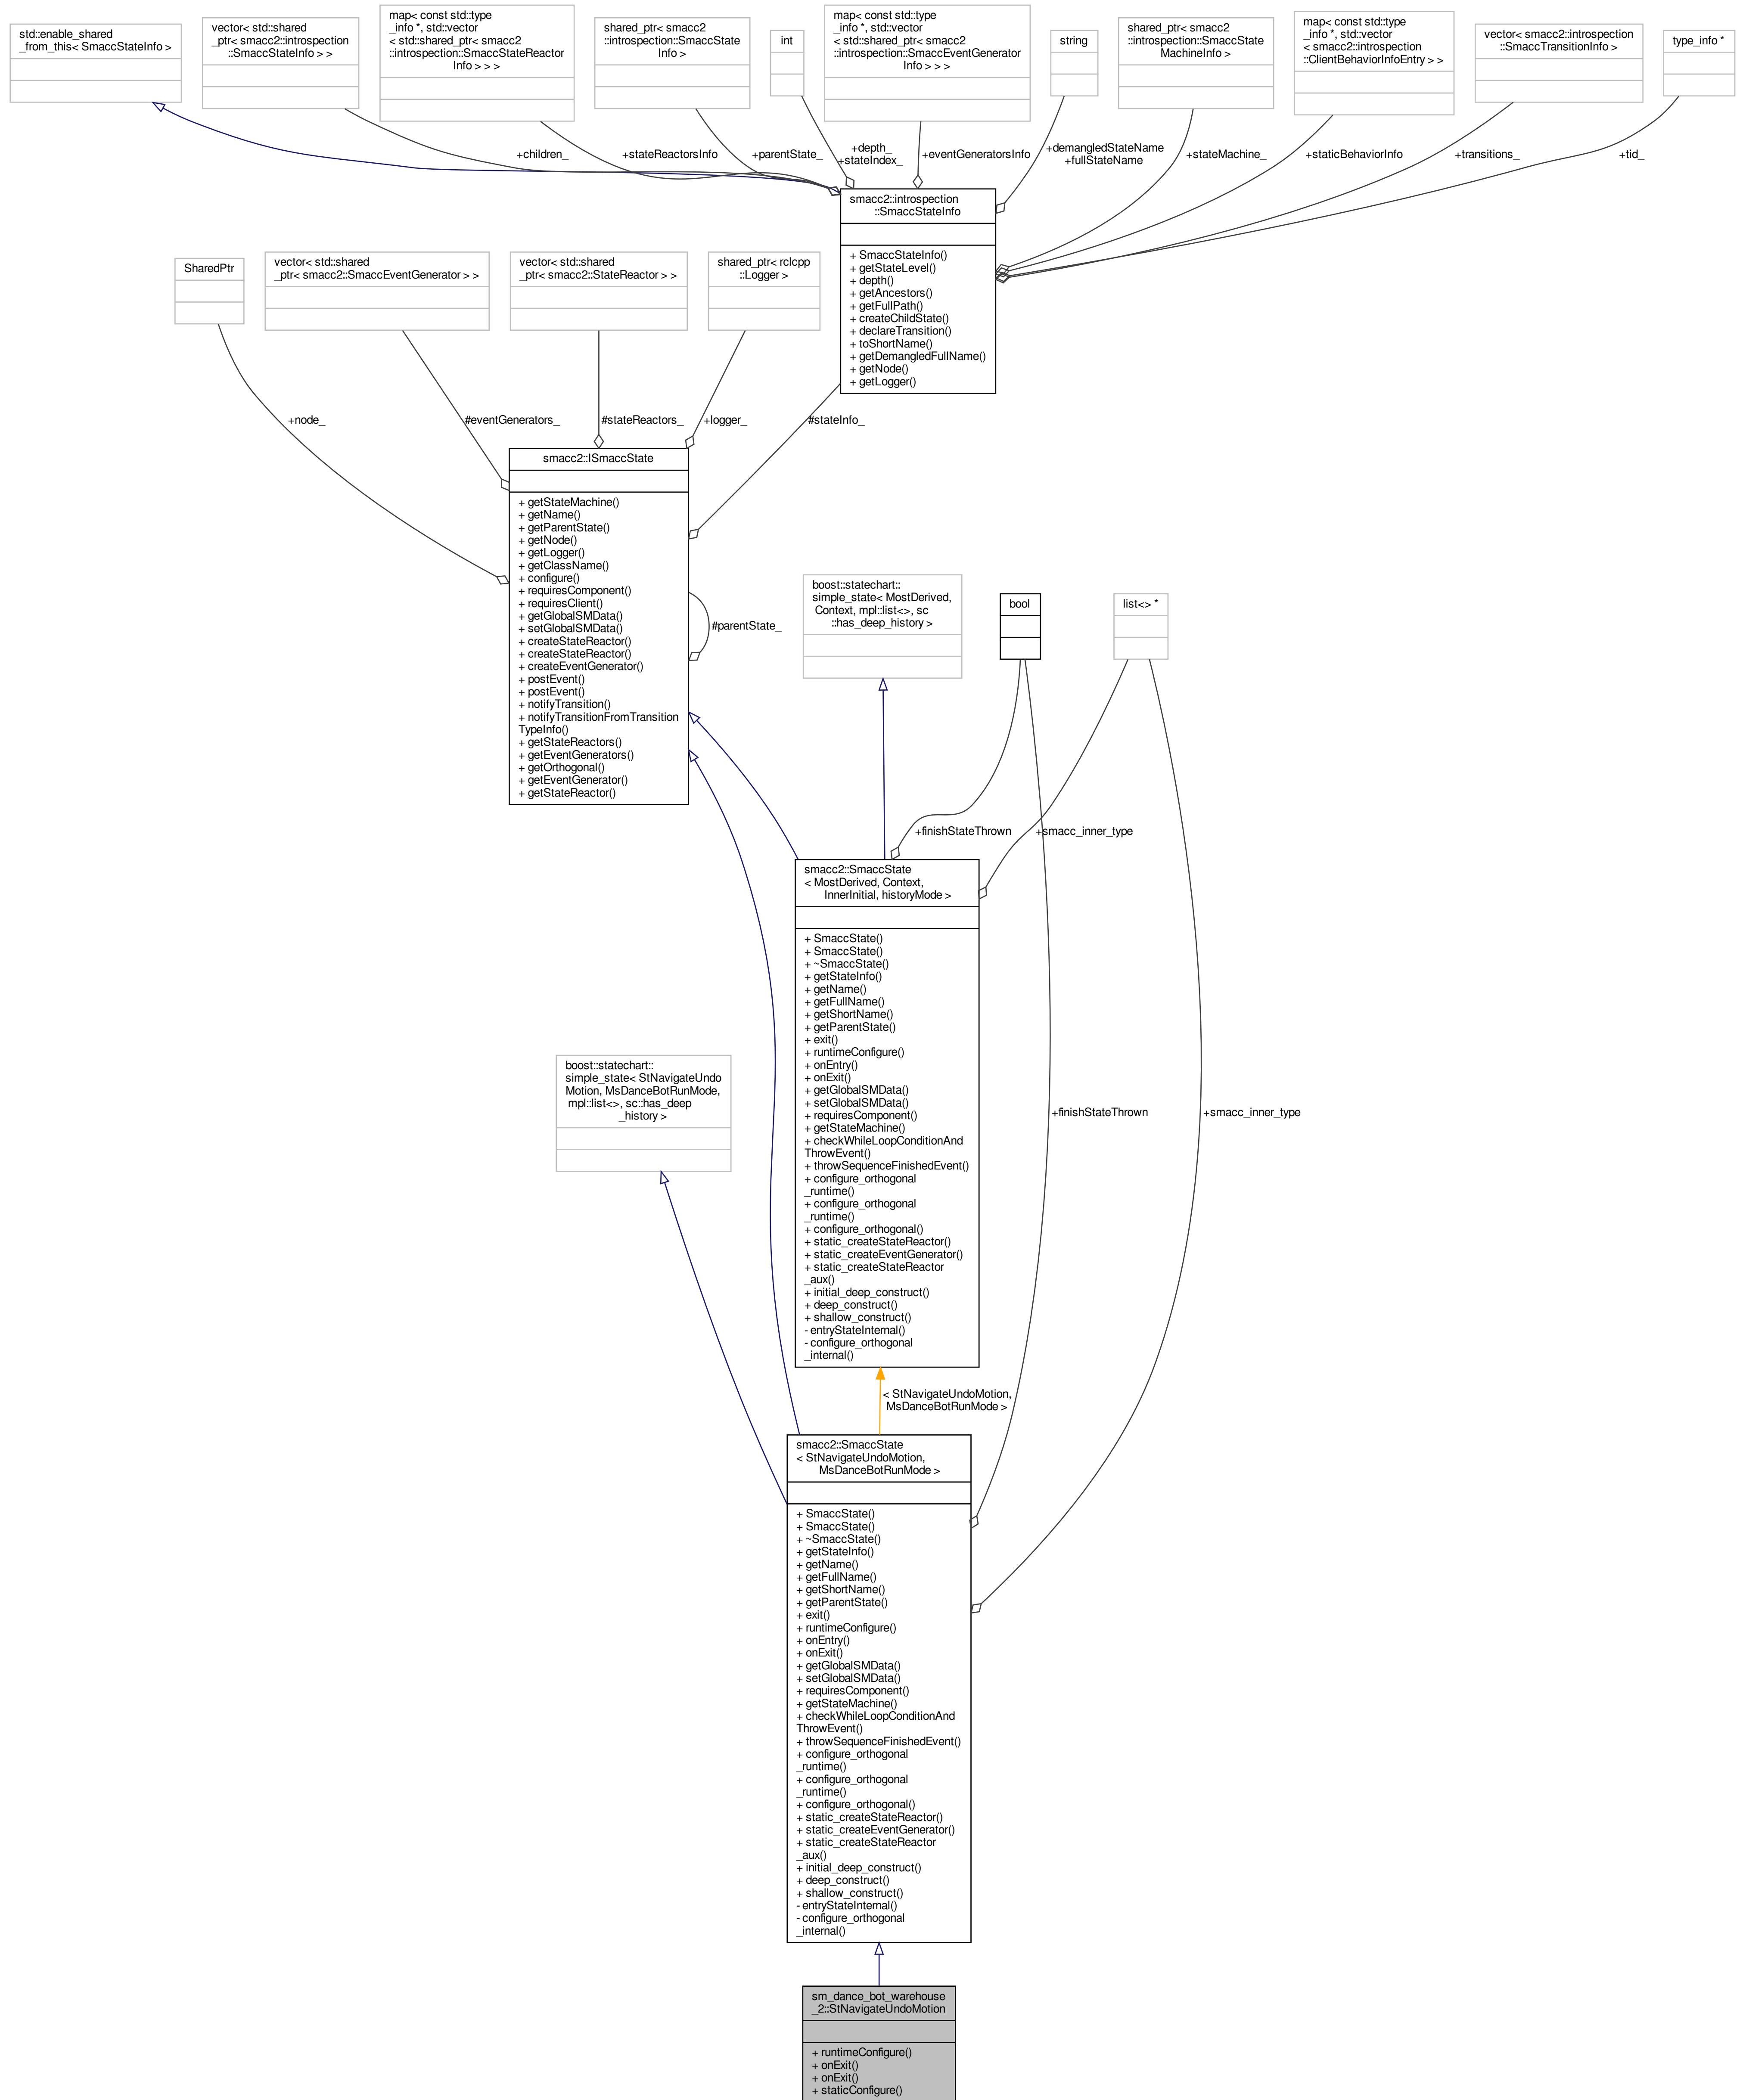 std::enable_shared
_from_this< SmaccStateInfo >
vector< std::shared
_ptr< smacc2::introspection
::SmaccStateInfo > >
map< const std::type
_info *, std::vector
< std::shared_ptr< smacc2
::introspection::SmaccStateReactor
Info > > >
shared_ptr< smacc2
::introspection::SmaccState
Info >
int
map< const std::type
_info *, std::vector
< std::shared_ptr< smacc2
::introspection::SmaccEventGenerator
Info > > >
string
shared_ptr< smacc2
::introspection::SmaccState
MachineInfo >
map< const std::type
_info *, std::vector
< smacc2::introspection
::ClientBehaviorInfoEntry > >
vector< smacc2::introspection
::SmaccTransitionInfo >
type_info *
+children_
+stateReactorsInfo
+parentState_
+depth_
+stateIndex_
+eventGeneratorsInfo
+demangledStateName
+fullStateName
+stateMachine_
+staticBehaviorInfo
+transitions_
+tid_
smacc2::introspection
::SmaccStateInfo
+ SmaccStateInfo()
+ getStateLevel()
+ depth()
+ getAncestors()
+ getFullPath()
+ createChildState()
+ declareTransition()
+ toShortName()
+ getDemangledFullName()
+ getNode()
+ getLogger()
SharedPtr
vector< std::shared
_ptr< smacc2::SmaccEventGenerator > >
vector< std::shared
_ptr< smacc2::StateReactor > >
shared_ptr< rclcpp
::Logger >
+node_
#eventGenerators_
#stateReactors_
+logger_
#stateInfo_
smacc2::ISmaccState
+ getStateMachine()
+ getName()
+ getParentState()
+ getNode()
+ getLogger()
+ getClassName()
+ configure()
+ requiresComponent()
+ requiresClient()
+ getGlobalSMData()
+ setGlobalSMData()
+ createStateReactor()
+ createStateReactor()
+ createEventGenerator()
+ postEvent()
+ postEvent()
+ notifyTransition()
+ notifyTransitionFromTransition
TypeInfo()
+ getStateReactors()
+ getEventGenerators()
+ getOrthogonal()
+ getEventGenerator()
+ getStateReactor()
#parentState_
boost::statechart::
simple_state< MostDerived,
Context, mpl::list<>, sc
::has_deep_history >
bool
list<> *
+finishStateThrown
+smacc_inner_type
smacc2::SmaccState
< MostDerived, Context,
InnerInitial, historyMode >
+ SmaccState()
+ SmaccState()
+ ~SmaccState()
+ getStateInfo()
+ getName()
+ getFullName()
+ getShortName()
+ getParentState()
+ exit()
+ runtimeConfigure()
+ onEntry()
+ onExit()
+ getGlobalSMData()
+ setGlobalSMData()
+ requiresComponent()
+ getStateMachine()
+ checkWhileLoopConditionAnd
ThrowEvent()
+ throwSequenceFinishedEvent()
+ configure_orthogonal
_runtime()
+ configure_orthogonal
_runtime()
+ configure_orthogonal()
+ static_createStateReactor()
+ static_createEventGenerator()
+ static_createStateReactor
_aux()
+ initial_deep_construct()
+ deep_construct()
+ shallow_construct()
- entryStateInternal()
- configure_orthogonal
_internal()
boost::statechart::
simple_state< StNavigateUndo
Motion, MsDanceBotRunMode,
mpl::list<>, sc::has_deep
_history >
+finishStateThrown
+smacc_inner_type
< StNavigateUndoMotion,
MsDanceBotRunMode >
smacc2::SmaccState
< StNavigateUndoMotion,
MsDanceBotRunMode >
+ SmaccState()
+ SmaccState()
+ ~SmaccState()
+ getStateInfo()
+ getName()
+ getFullName()
+ getShortName()
+ getParentState()
+ exit()
+ runtimeConfigure()
+ onEntry()
+ onExit()
+ getGlobalSMData()
+ setGlobalSMData()
+ requiresComponent()
+ getStateMachine()
+ checkWhileLoopConditionAnd
ThrowEvent()
+ throwSequenceFinishedEvent()
+ configure_orthogonal
_runtime()
+ configure_orthogonal
_runtime()
+ configure_orthogonal()
+ static_createStateReactor()
+ static_createEventGenerator()
+ static_createStateReactor
_aux()
+ initial_deep_construct()
+ deep_construct()
+ shallow_construct()
- entryStateInternal()
- configure_orthogonal
_internal()
sm_dance_bot_warehouse
_2::StNavigateUndoMotion
+ runtimeConfigure()
+ onExit()
+ onExit()
+ staticConfigure()